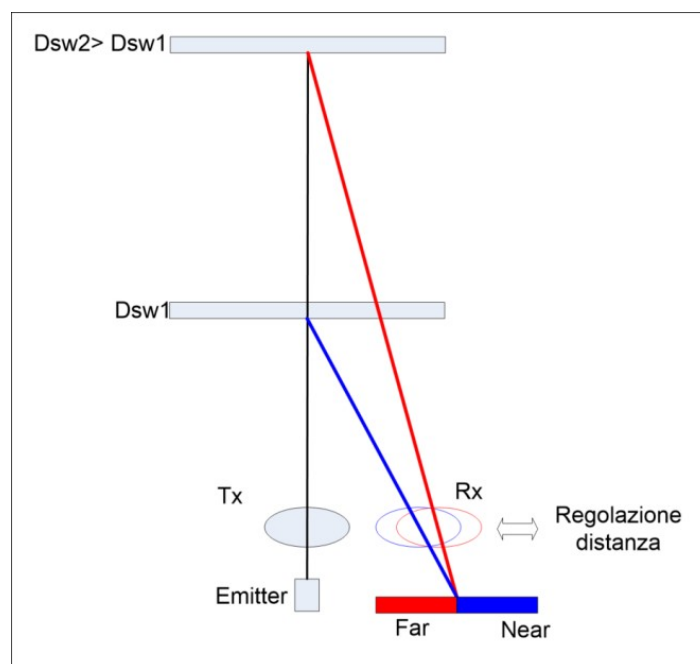 Dsw2> Dsw1
Dsw1
Tx
Rx
Regolazione
distanza
Emitter
Far
Near